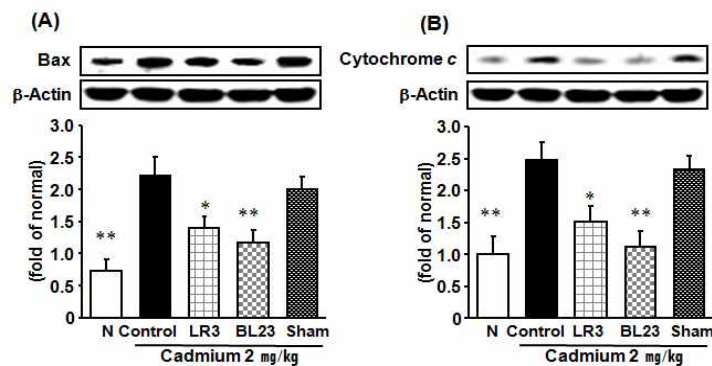 (A)
Bax
β-Actin
(fold of normal)
3.0
2.5
2.0
1.5
1.0
0.5
0
**
*
**
N Control LR3 BL23 Sham
Cadmium 2 ㎎/㎏
(B)
Cytochrome c
β-Actin
(fold of normal)
3.0
2.5
2.0
1.5
1.0
0.5
0
**
*
**
N Control LR3 BL23 Sham
Cadmium 2 ㎎/㎏